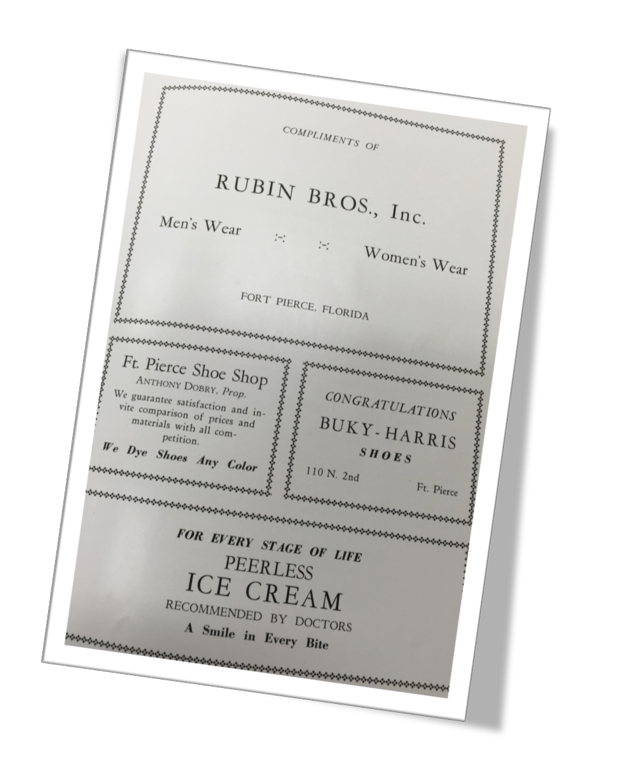 COMPLIMENTS OF
RUBIN BROS., Inc.
Men's Wear :-: :-: Women's Wear
FORT PIERCE, FLORIDA
Ft. Pierce Shoe Shop
ANTHONY DOBRY, Prop.
We guarantee satisfaction and in-
vite comparison of prices and
materials with all com-
petition.
We Dye Shoes Any Color
CONGRATULATIONS
BUKY-HARRIS
SHOES
110 N. 2nd Ft. Pierce
FOR EVERY STAGE OF LIFE
PEERLESS
ICE CREAM
RECOMMENDED BY DOCTORS
A Smile in Every Bite